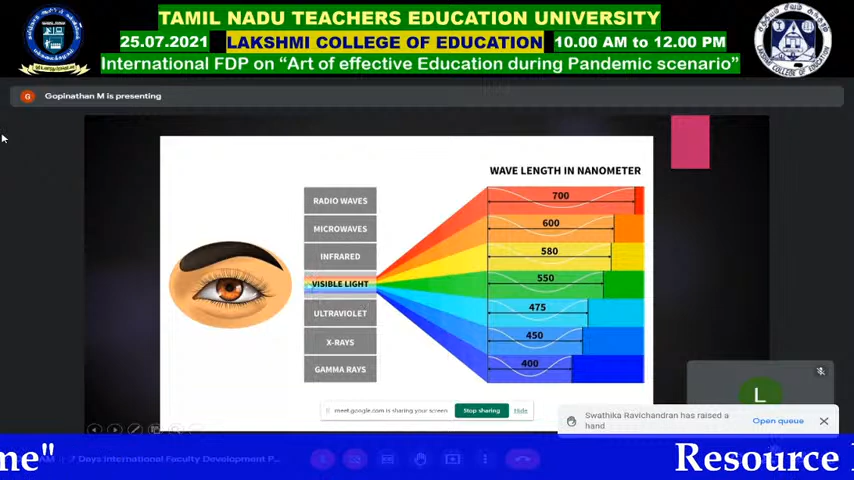 TAMIL NADU TEACHERS EDUCATION UNIVERSITY
25.07.2021 LAKSHMI COLLEGE OF EDUCATION 10.00 AM to 12.00 PM
International FDP on “Art of effective Education during Pandemic scenario”
G Gopinathan M is presenting
WAVE LENGTH IN NANOMETER
RADIO WAVES
MICROWAVES
INFRARED
VISIBLE LIGHT
ULTRAVIOLET
X-RAYS
GAMMA RAYS
700
600
580
550
475
450
400
meet.google.com is sharing your screen. Stop sharing Hide
L
Swathika Ravichandran has raised a
hand
Open queue
7 Days International Faculty Development P...
me" Resource